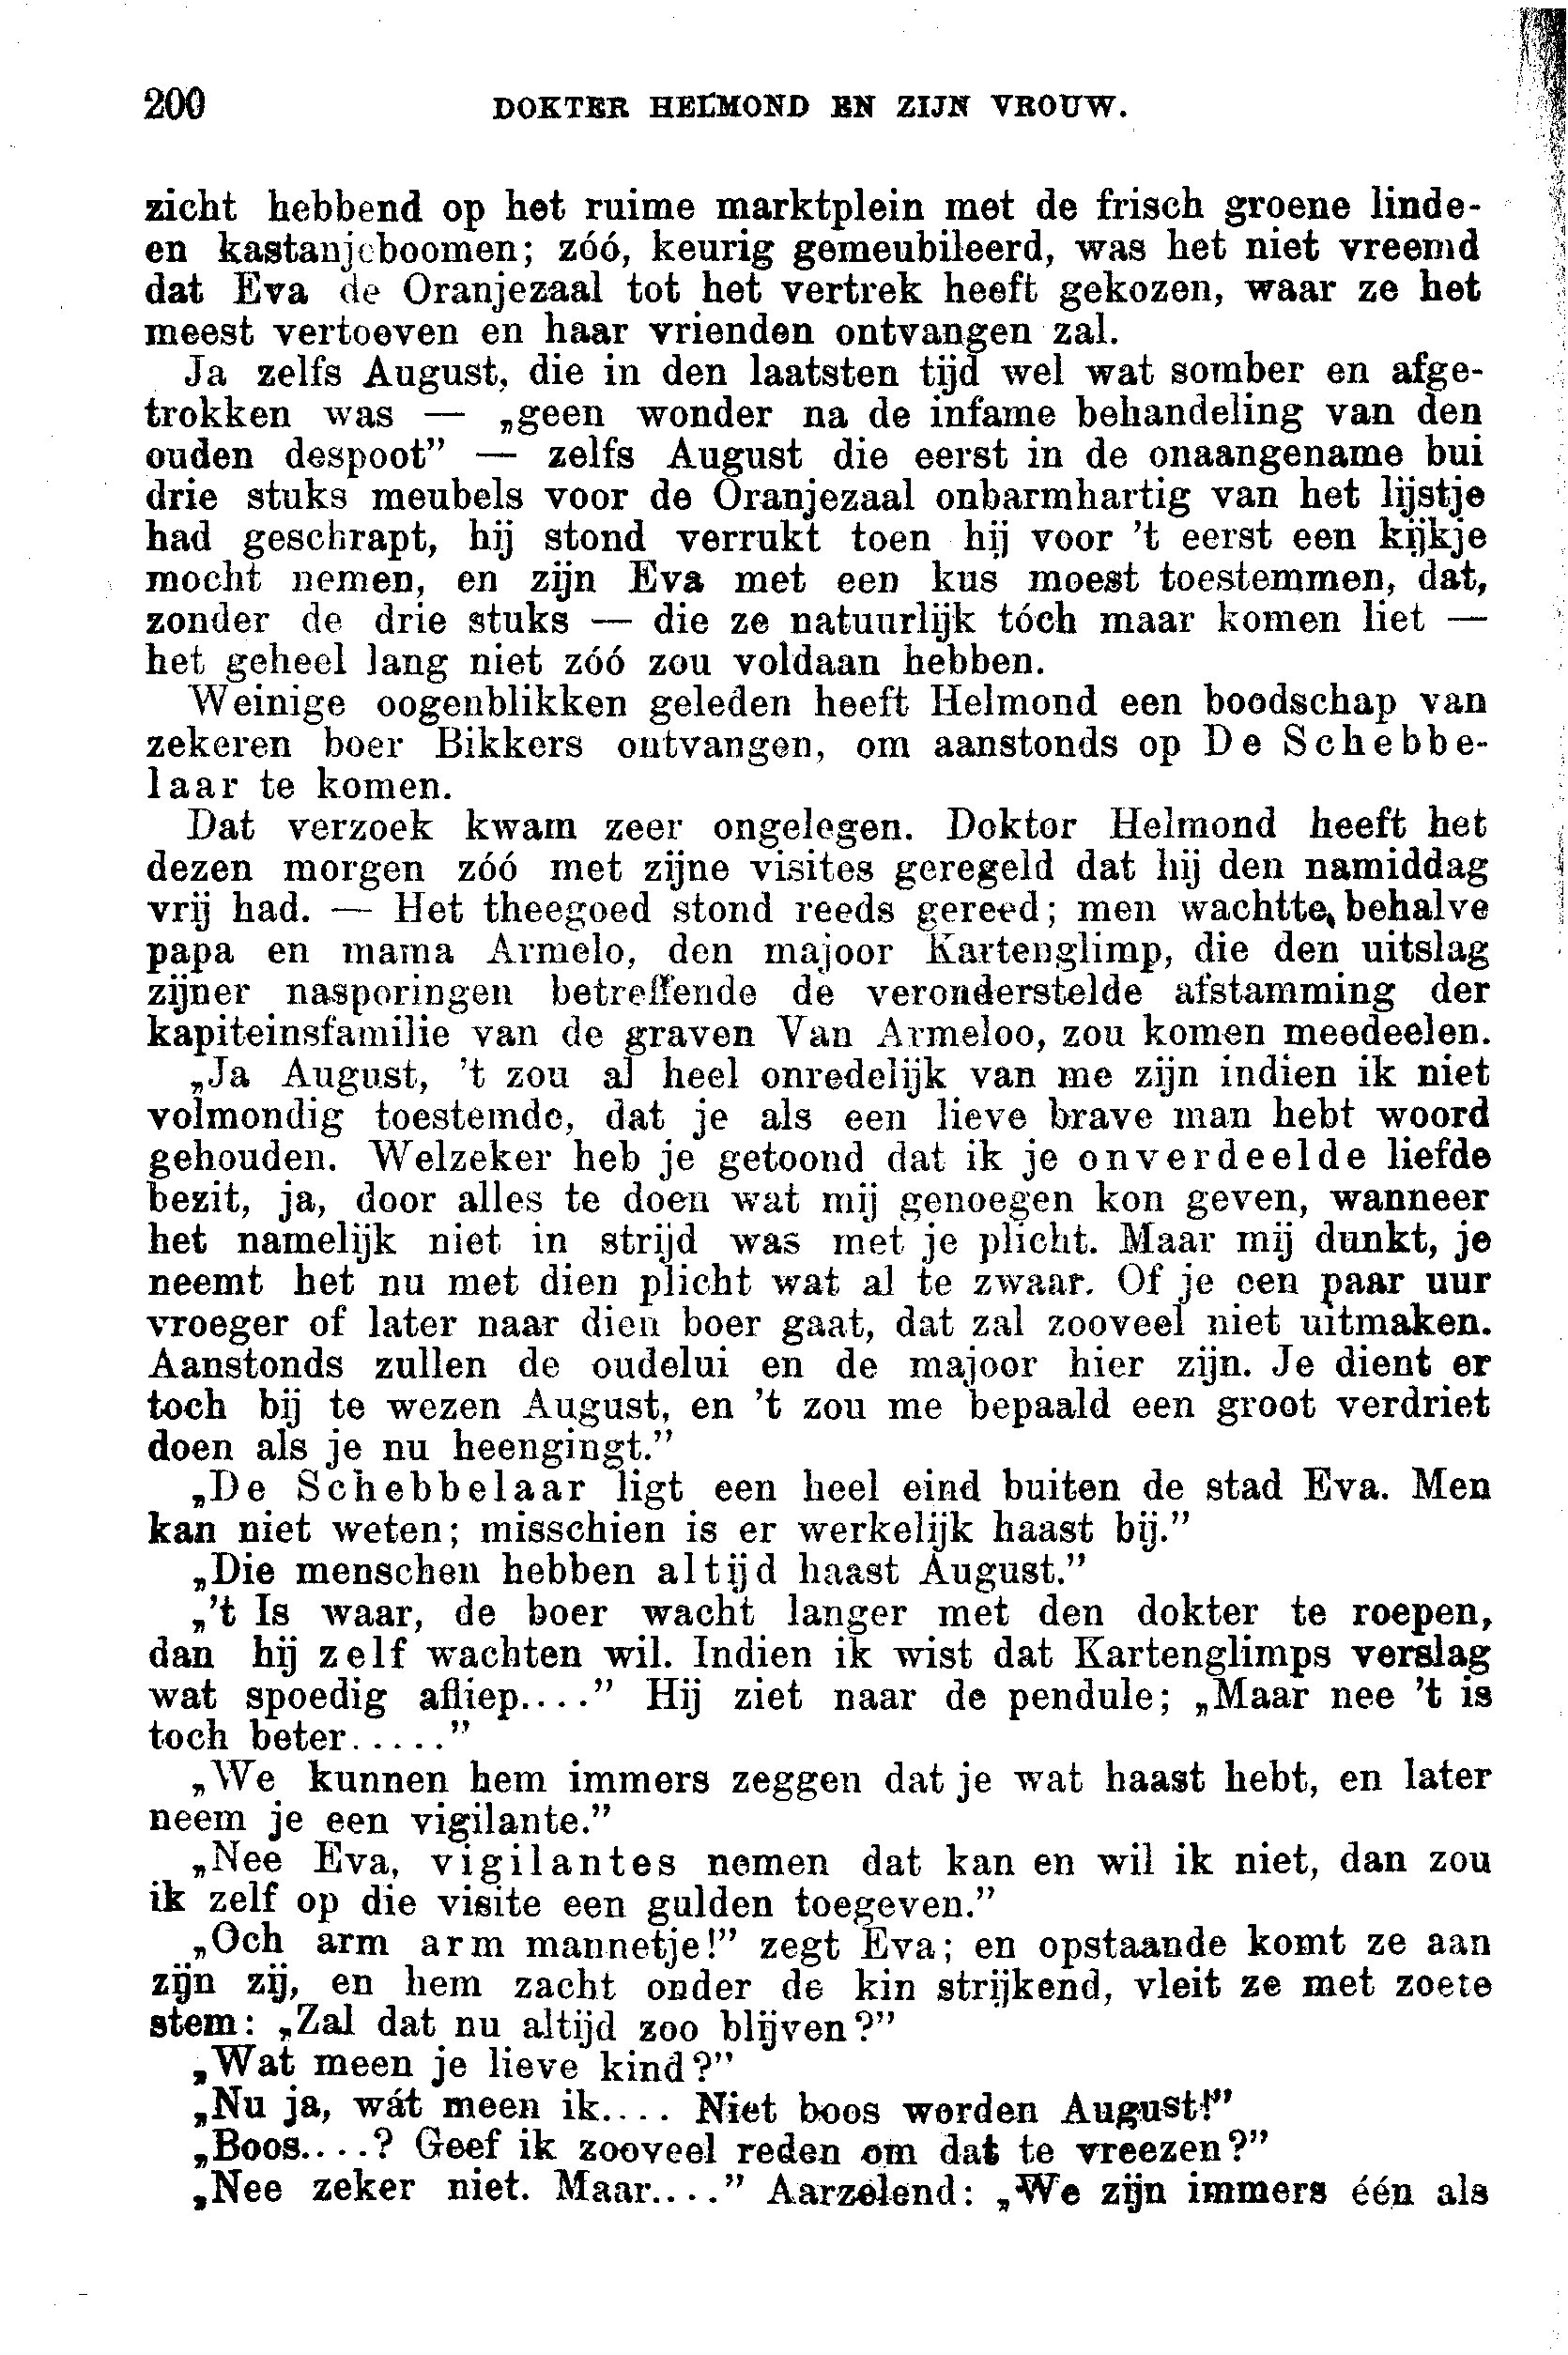 200 DOKTER HELMOND EN ZIJN VROUW.
zicht hebbend op het ruime marktplein met de frisch groene linde-
en kastanjeboomen; zóó, keurig gemeubileerd, was het niet vreemd
dat Eva de Oranjezaal tot het vertrek heeft gekozen, waar ze het
meest vertoeven en haar vrienden ontvangen zal.
Ja zelfs August, die in den laatsten tijd wel wat somber en afge-
trokken was — „geen wonder na de infame behandeling van den
ouden despoot” — zelfs August die eerst in de onaangename bui
drie stuks meubels voor de Oranjezaal onbarmhartig van het lijstje
had geschrapt, hij stond verrukt toen hij voor 't eerst een kijkje
mocht nemen, en zijn Eva met een kus moest toestemmen, dat,
zonder de drie stuks — die ze natuurlijk tóch maar komen liet —
het geheel lang niet zóó zou voldaan hebben.
Weinige oogenblikken geleden heeft Helmond een boodschap van
zekeren boer Bikkers ontvangen, om aanstonds op De Schebbe-
laar te komen.
Dat verzoek kwam zeer ongelegen. Doktor Helmond heeft het
dezen morgen zóó met zijne visites geregeld dat hij den namiddag
vrij had. — Het theegoed stond reeds gereed; men wachtte, behalve
papa en mama Armelo, den majoor Kartenglimp, die den uitslag
zijner nasporingen betreffende de veronderstelde afstamming der
kapiteinsfamilie van de graven Van Armeloo, zou komen meedeelen.
„Ja August, 't zou al heel onredelijk van me zijn indien ik niet
volmondig toestemde, dat je als een lieve brave man hebt woord
gehouden. Welzeker heb je getoond dat ik je onverdeelde liefde
bezit, ja, door alles te doen wat mij genoegen kon geven, wanneer
het namelijk niet in strijd was met je plicht. Maar mij dunkt, je
neemt het nu met dien plicht wat al te zwaar. Of je een paar uur
vroeger of later naar dien boer gaat, dat zal zooveel niet uitmaken.
Aanstonds zullen de oudelui en de majoor hier zijn. Je dient er
toch bij te wezen August, en 't zou me bepaald een groot verdriet
doen als je nu heengingt.”
„De Schebbelaar ligt een heel eind buiten de stad Eva. Men
kan niet weten; misschien is er werkelijk haast bij.”
„Die menschen hebben altijd haast August.”
„'t Is waar, de boer wacht langer met den dokter te roepen,
dan hij zelf wachten wil. Indien ik wist dat Kartenglimps verslag
wat spoedig afliep....” Hij ziet naar de pendule; „Maar nee 't is
toch beter.....”
„We kunnen hem immers zeggen dat je wat haast hebt, en later
neem je een vigilante.”
„Nee Eva, vigilantes nemen dat kan en wil ik niet, dan zou
ik zelf op die visite een gulden toegeven.”
„Och arm arm mannetje!” zegt Eva; en opstaande komt ze aan
zijn zij, en hem zacht onder de kin strijkend, vleit ze met zoete
stem: „Zal dat nu altijd zoo blijven?”
„Wat meen je lieve kind?”
„Nu ja, wát meen ik.... Niet boos worden August!”
„Boos....? Geef ik zooveel reden om dat te vreezen?”
„Nee zeker niet. Maar....” Aarzelend: „We zijn immers één als